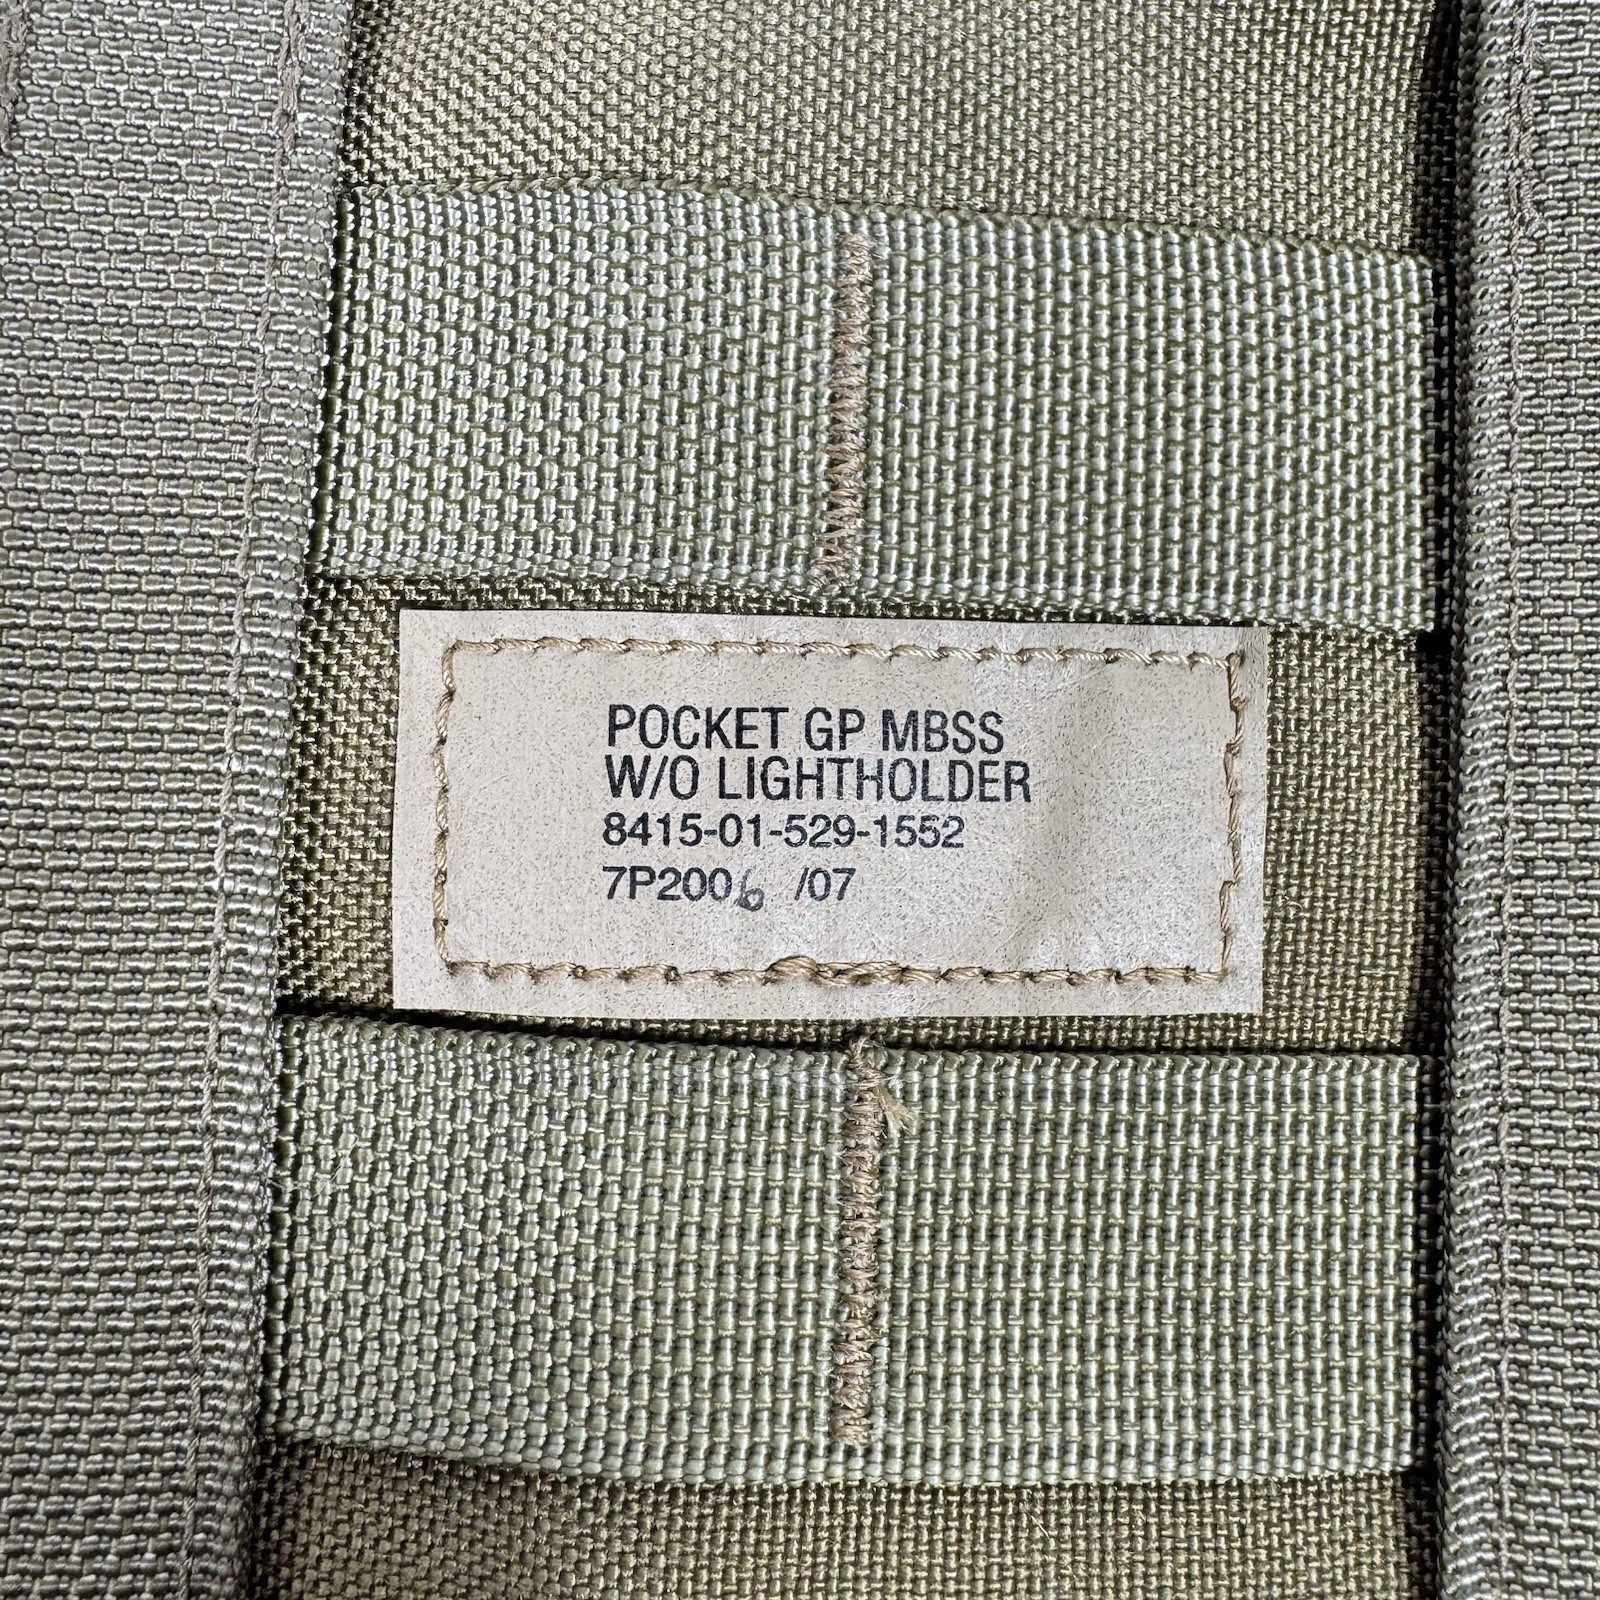 POCKET GP MBSS
W/O LIGHTHOLDER
8415-01-529-1552
7P2006 /07